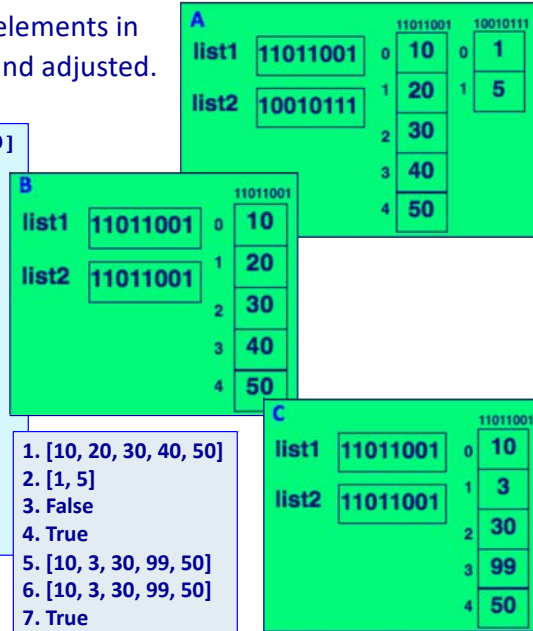 elements in
and adjusted.
A
11011001 10010111
list1 11011001 0 10 0 1
list2 10010111 1 20 1 5
2 30
3 40
4 50
]
B
11011001
list1 11011001 0 10
list2 11011001 1 20
2 30
3 40
4 50
C
11011001
list1 11011001 0 10
list2 11011001 1 3
2 30
3 99
4 50
1. [10, 20, 30, 40, 50]
2. [1, 5]
3. False
4. True
5. [10, 3, 30, 99, 50]
6. [10, 3, 30, 99, 50]
7. True